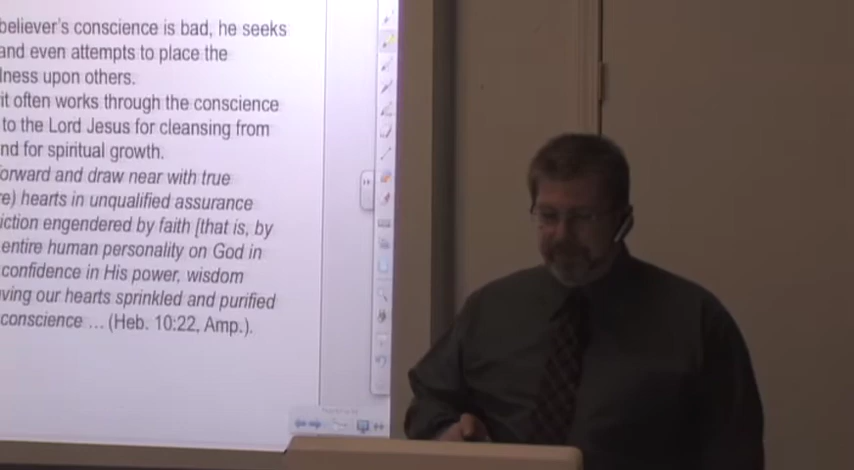 believer's conscience is bad, he seeks
and even attempts to place the
lness upon others.
it often works through the conscience
to the Lord Jesus for cleansing from
nd for spiritual growth.
orward and draw near with true
re) hearts in unqualified assurance
iction engendered by faith [that is, by
entire human personality on God in
confidence in His power, wisdom
ving our hearts sprinkled and purified
conscience ... (Heb. 10:22, Amp.).